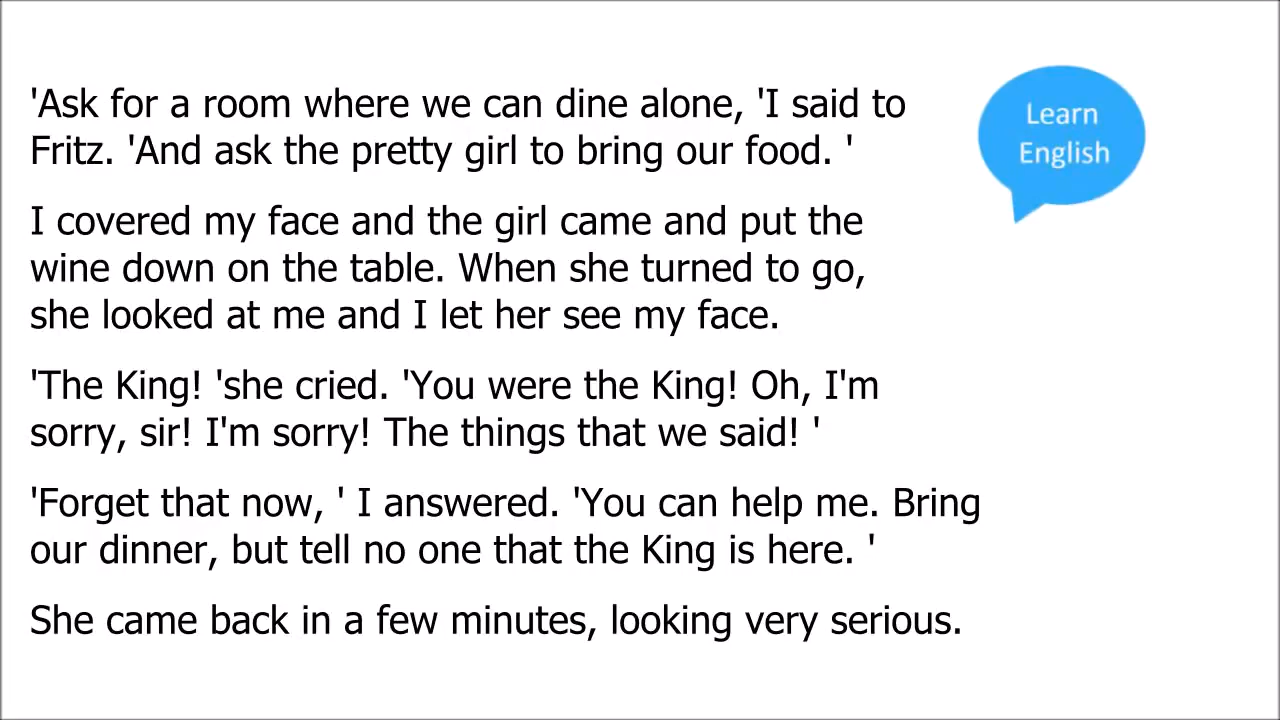 'Ask for a room where we can dine alone, 'I said to
Fritz. 'And ask the pretty girl to bring our food. '
I covered my face and the girl came and put the
wine down on the table. When she turned to go,
she looked at me and I let her see my face.
'The King! 'she cried. 'You were the King! Oh, I'm
sorry, sir! I'm sorry! The things that we said! '
'Forget that now, ' I answered. 'You can help me. Bring
our dinner, but tell no one that the King is here. '
She came back in a few minutes, looking very serious.
Learn
English